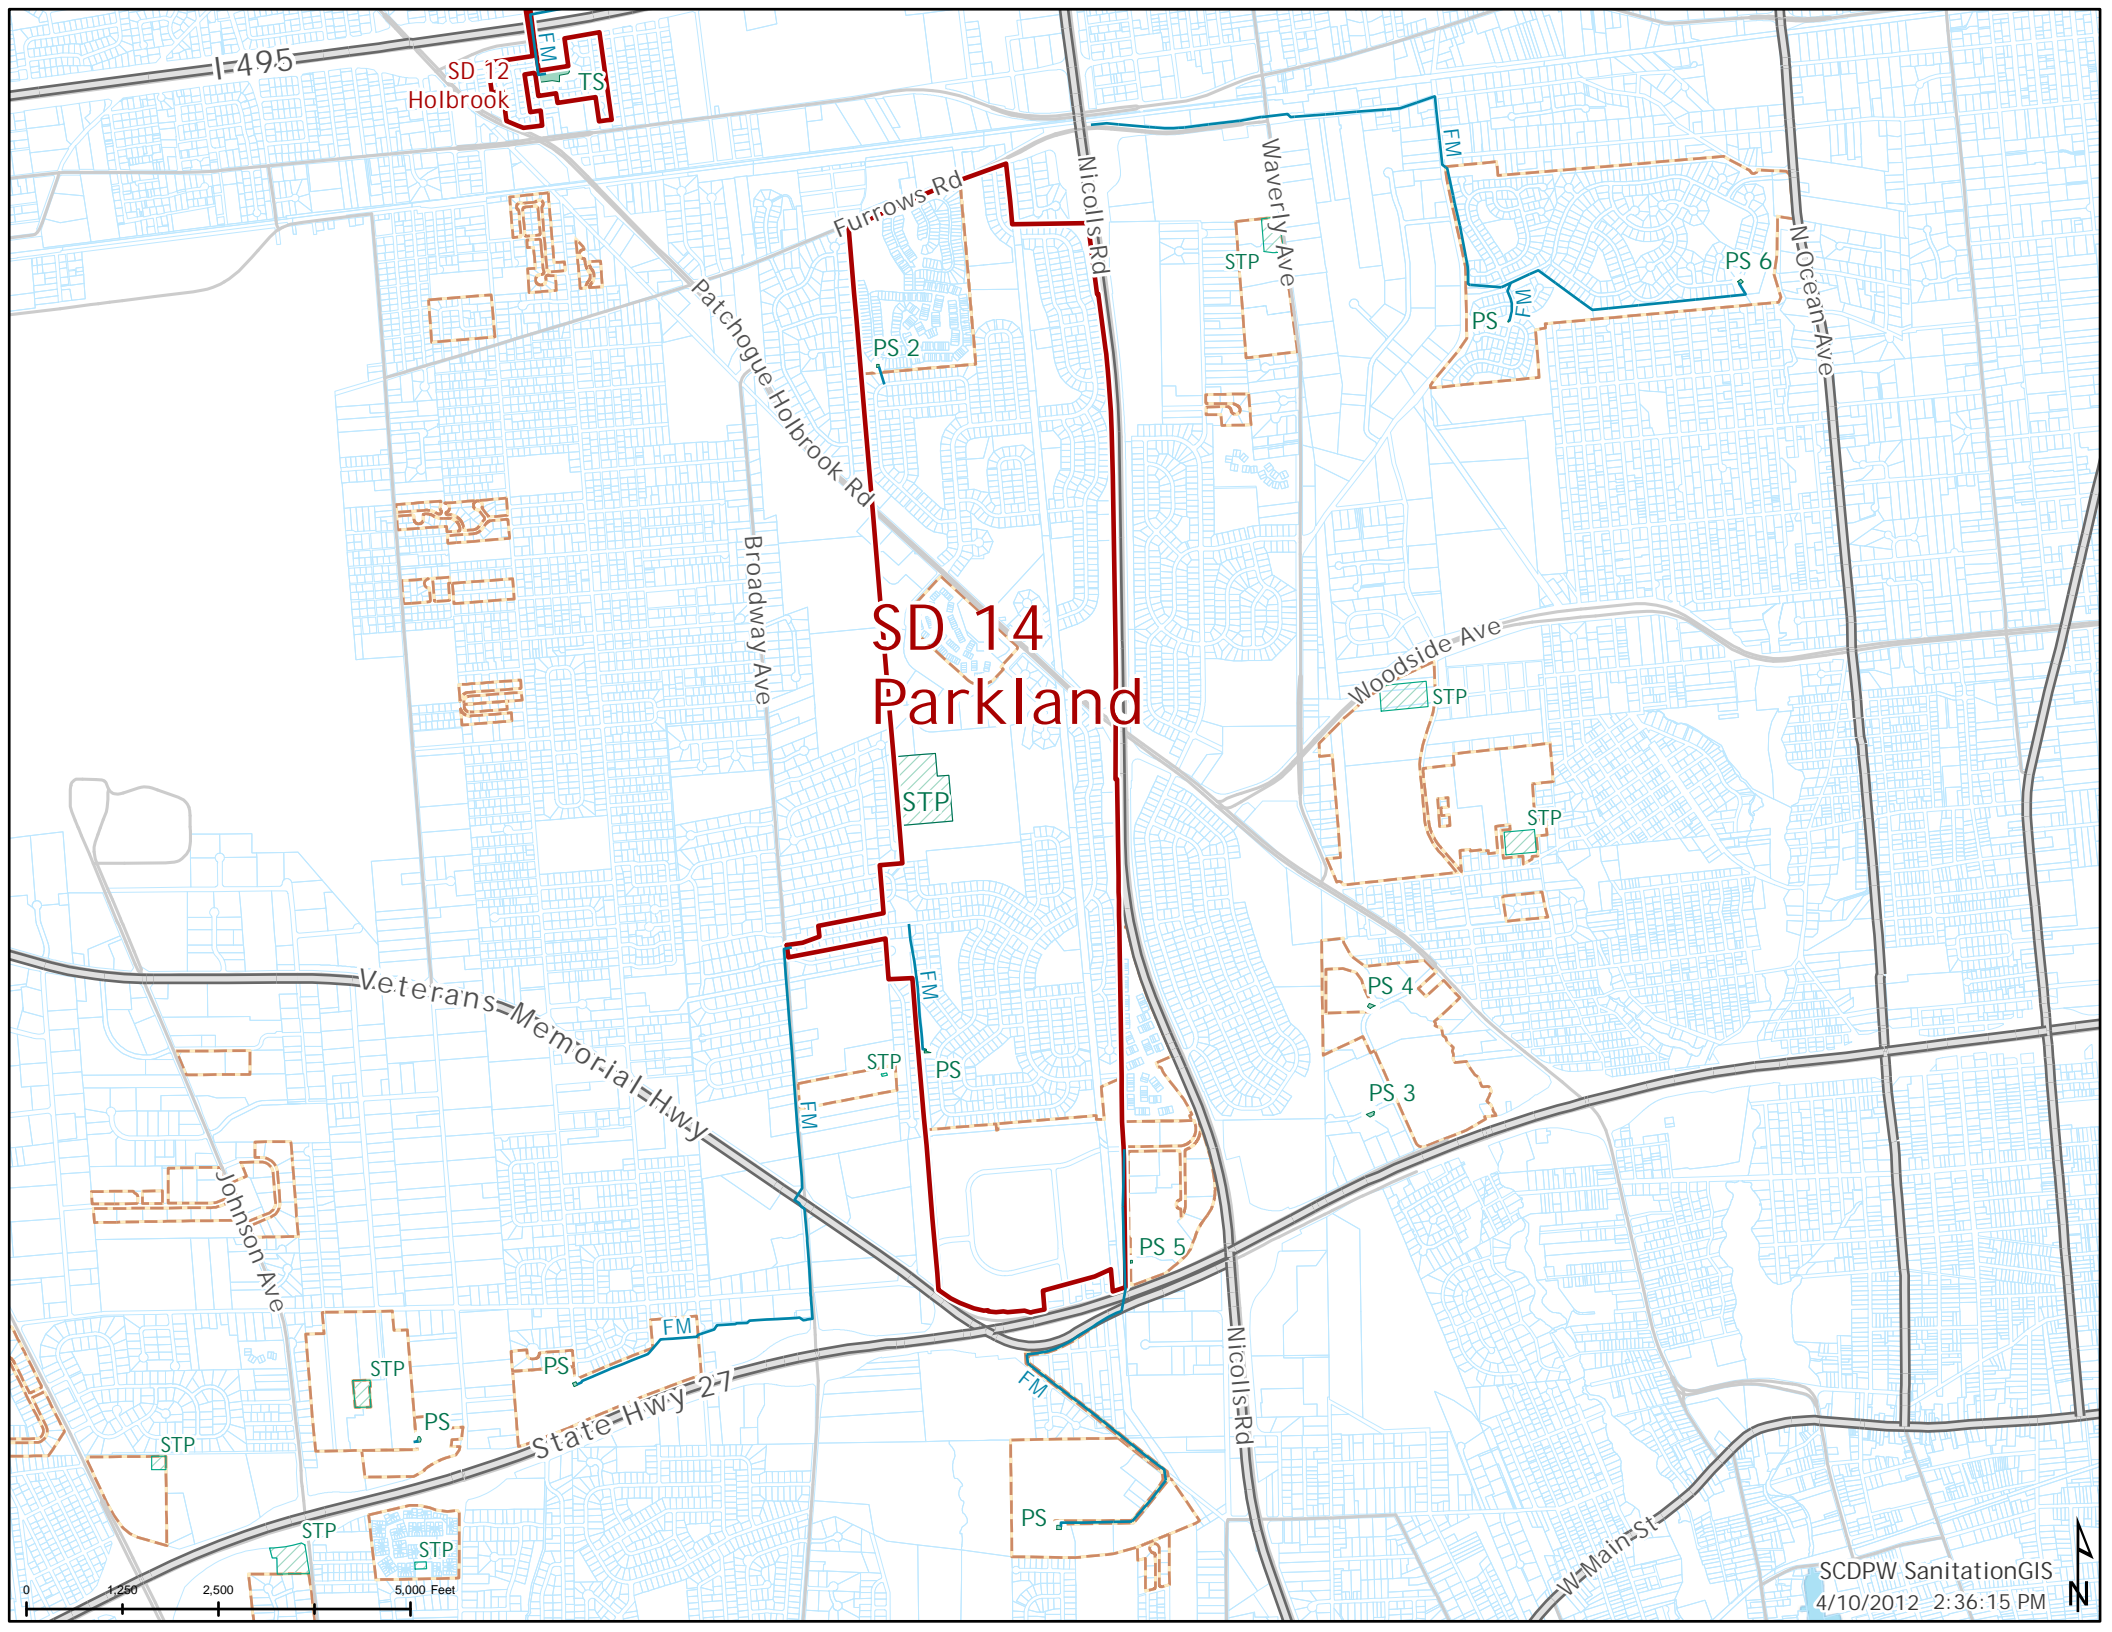 I 495
SD 12
Holbrook
FM
TS
Furrows Rd
Nicolls Rd
Waverly Ave
FM
STP
PS 6
PS
FM
N Ocean Ave
Patchogue Holbrook Rd
PS 2
Broadway Ave
SD 14
Parkland
Woodside Ave
STP
STP
STP
Veterans Memorial Hwy
FM
PS 4
STP
PS
FM
PS 3
Johnson Ave
PS 5
FM
Nicolls Rd
STP
PS
FM
State Hwy 27
PS
STP
PS
STP
STP
W Main St
0
1,250
2,500
5,000 Feet
SCDPW SanitationGIS
4/10/2012 2:36:15 PM
N